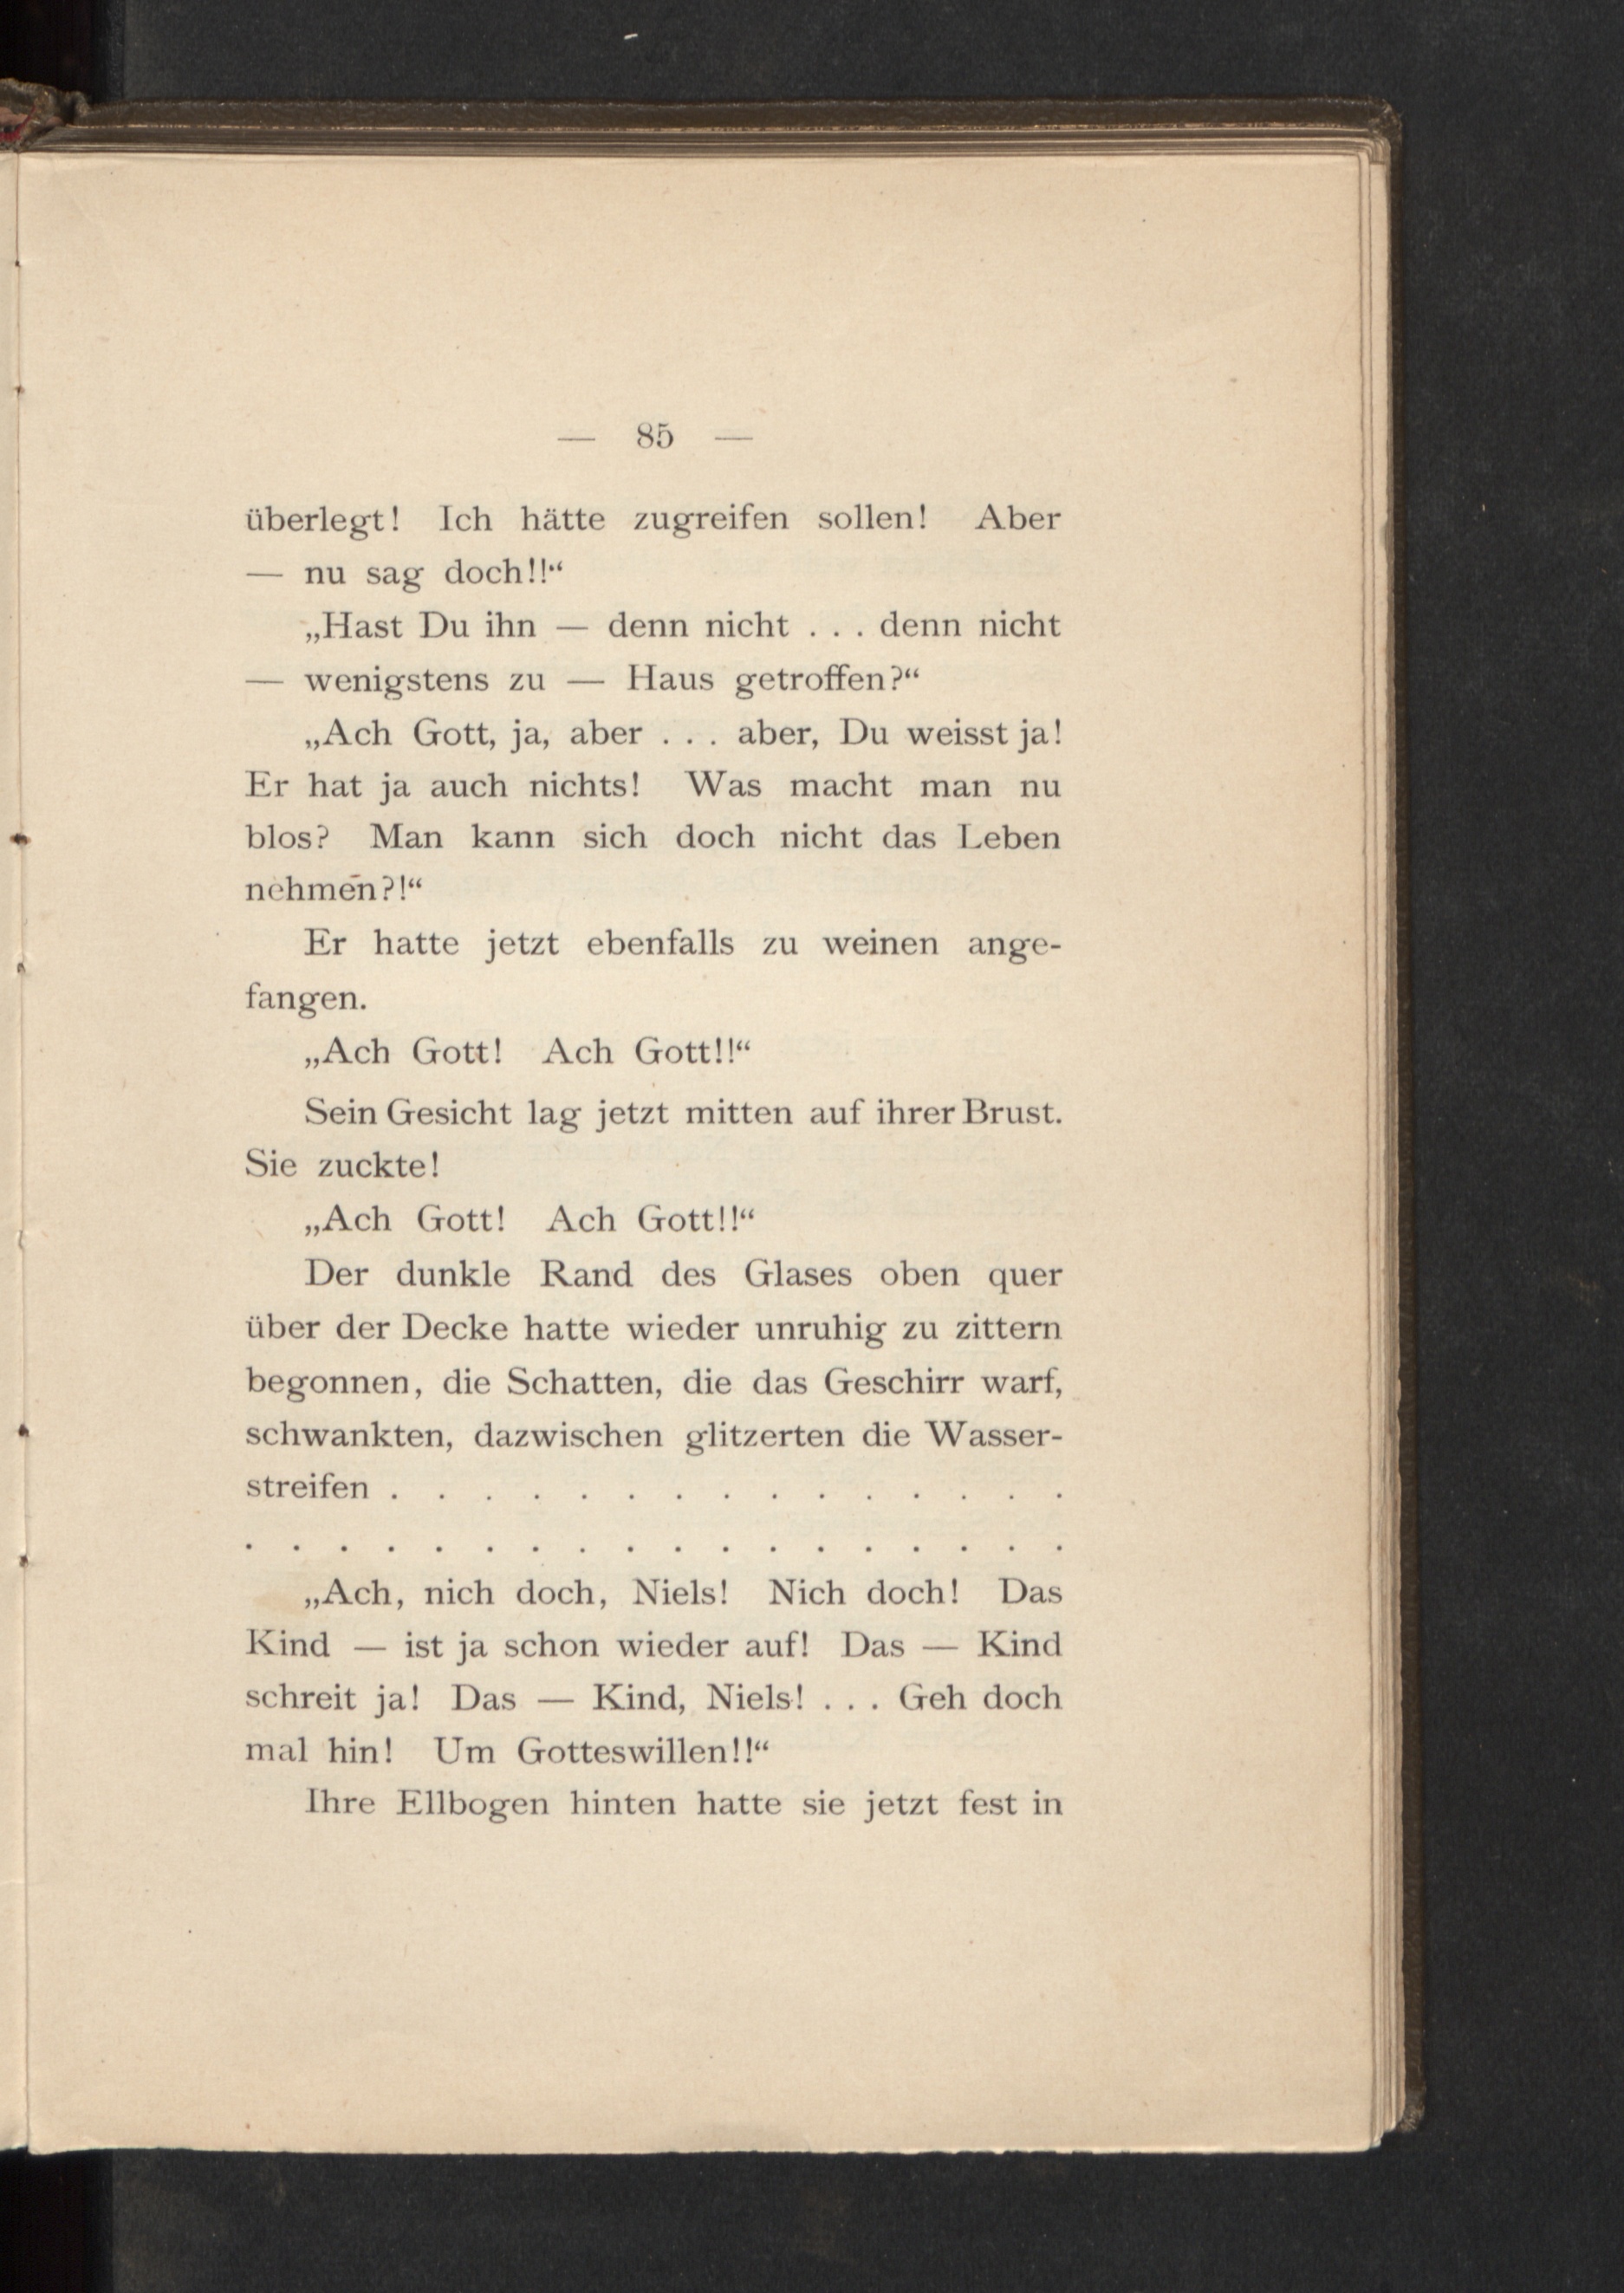 — 85 —
überlegt! Ich hätte zugreifen sollen! Aber
— nu sag doch!!“
„Hast Du ihn — denn nicht . . . denn nicht
— wenigstens zu — Haus getroffen?“
„Ach Gott, ja, aber . . . aber, Du weisst ja!
Er hat ja auch nichts! Was macht man nu
blos? Man kann sich doch nicht das Leben
nehmen?!“
Er hatte jetzt ebenfalls zu weinen ange-
fangen.
„Ach Gott! Ach Gott!!“
Sein Gesicht lag jetzt mitten auf ihrer Brust.
Sie zuckte!
„Ach Gott! Ach Gott!!“
Der dunkle Rand des Glases oben quer
über der Decke hatte wieder unruhig zu zittern
begonnen, die Schatten, die das Geschirr warf,
schwankten, dazwischen glitzerten die Wasser-
streifen . . . . . . . . . . . . . . .
. . . . . . . . . . . . . . . . . .
„Ach, nich doch, Niels! Nich doch! Das
Kind — ist ja schon wieder auf! Das — Kind
schreit ja! Das — Kind, Niels! . . . Geh doch
mal hin! Um Gotteswillen!!“
Ihre Ellbogen hinten hatte sie jetzt fest in